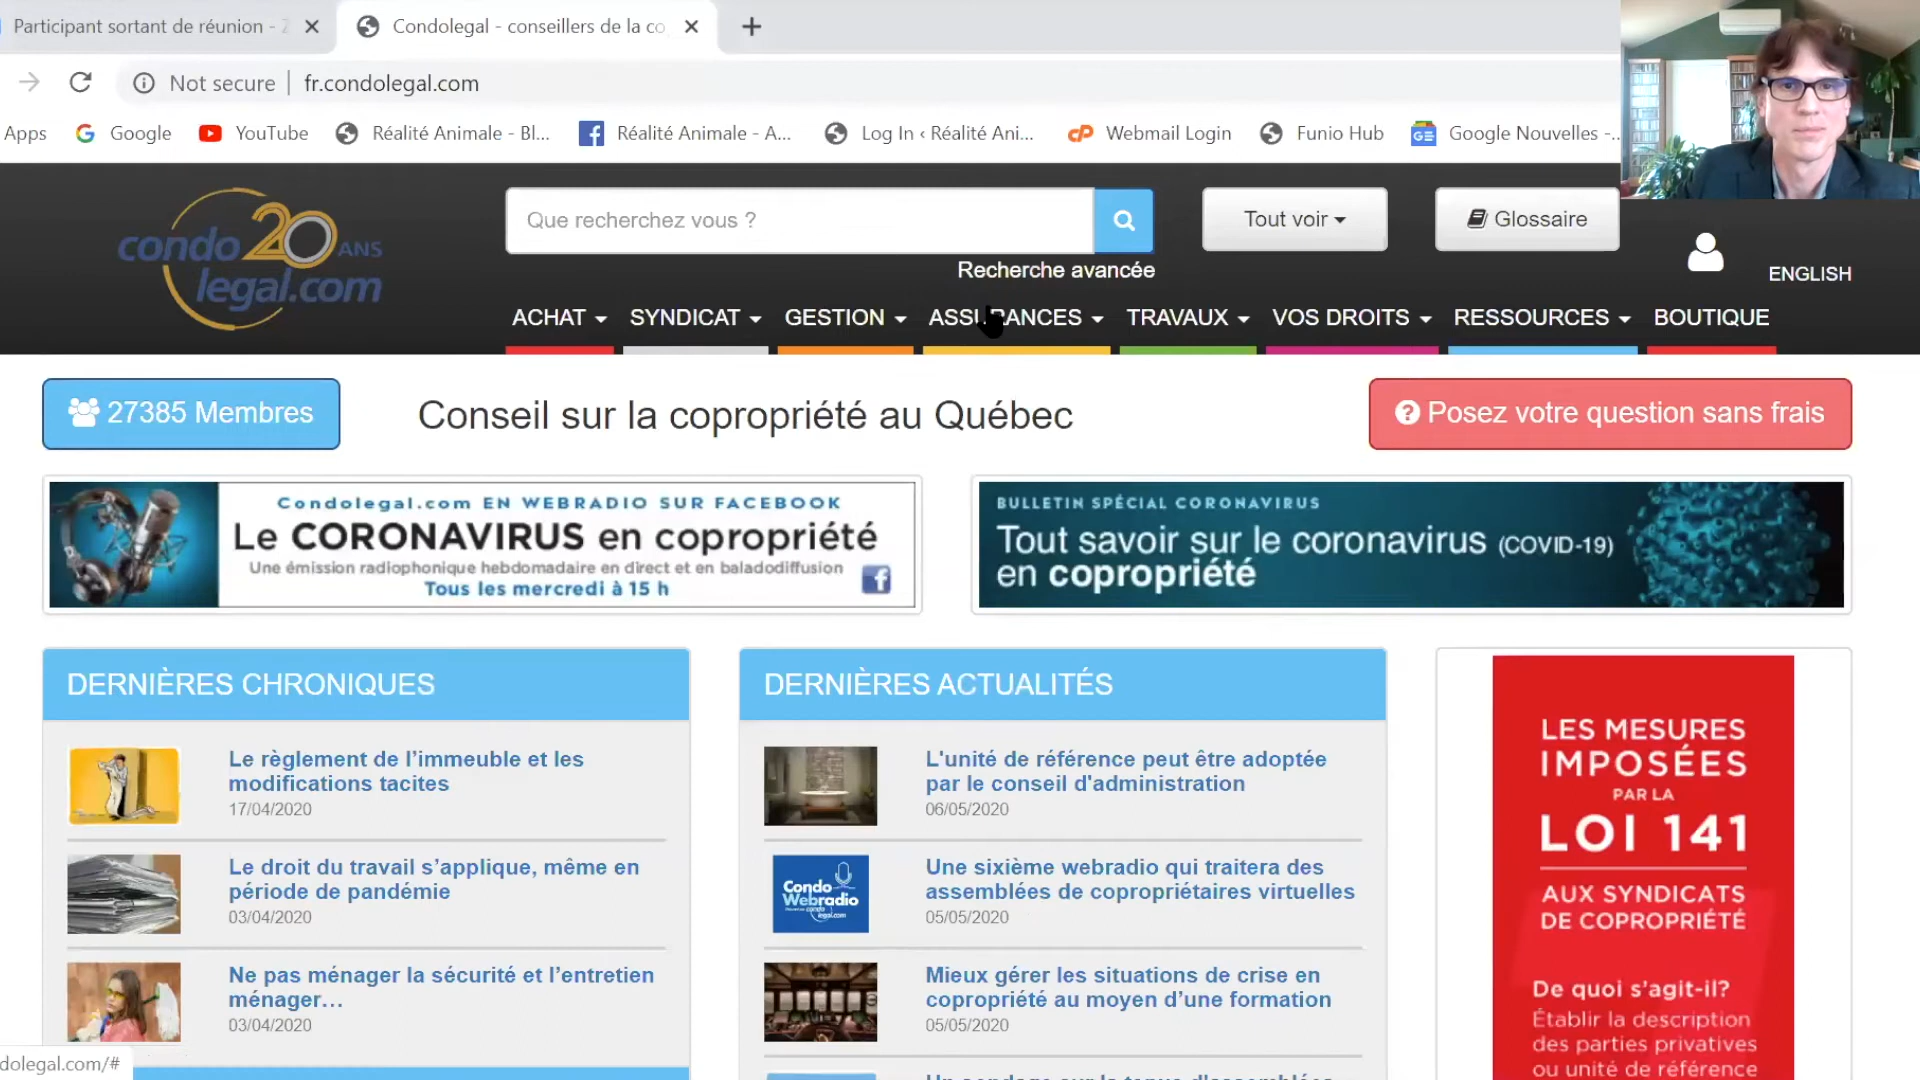 Participant sortant de réunion - Z
Condolegal - conseillers de la co
Not secure | fr.condolegal.com
Apps
Google
YouTube
Réalité Animale - Bl...
Réalité Animale - A...
Log In ‹ Réalité Ani...
Webmail Login
Funio Hub
Google Nouvelles -...
condo 20 ANS
legal.com
Que recherchez vous ?
Tout voir
Glossaire
Recherche avancée
ENGLISH
ACHAT
SYNDICAT
GESTION
ASSURANCES
TRAVAUX
VOS DROITS
RESSOURCES
BOUTIQUE
27385 Membres
Conseil sur la copropriété au Québec
Posez votre question sans frais
Condolegal.com EN WEBRADIO SUR FACEBOOK
Le CORONAVIRUS en copropriété
Une émission radiophonique hebdomadaire en direct et en baladodiffusion
Tous les mercredi à 15 h
BULLETIN SPÉCIAL CORONAVIRUS
Tout savoir sur le coronavirus (COVID-19)
en copropriété
DERNIÈRES CHRONIQUES
Le règlement de l’immeuble et les
modifications tacites
17/04/2020
Le droit du travail s’applique, même en
période de pandémie
03/04/2020
Ne pas ménager la sécurité et l’entretien
ménager…
03/04/2020
DERNIÈRES ACTUALITÉS
L'unité de référence peut être adoptée
par le conseil d'administration
06/05/2020
Condo
Webradio
legal.com
Une sixième webradio qui traitera des
assemblées de copropriétaires virtuelles
05/05/2020
Mieux gérer les situations de crise en
copropriété au moyen d’une formation
05/05/2020
LES MESURES
IMPOSÉES
PAR LA
LOI 141
AUX SYNDICATS
DE COPROPRIÉTÉ
De quoi s’agit-il?
Établir la description
des parties privatives
ou unité de référence
dolegal.com/#